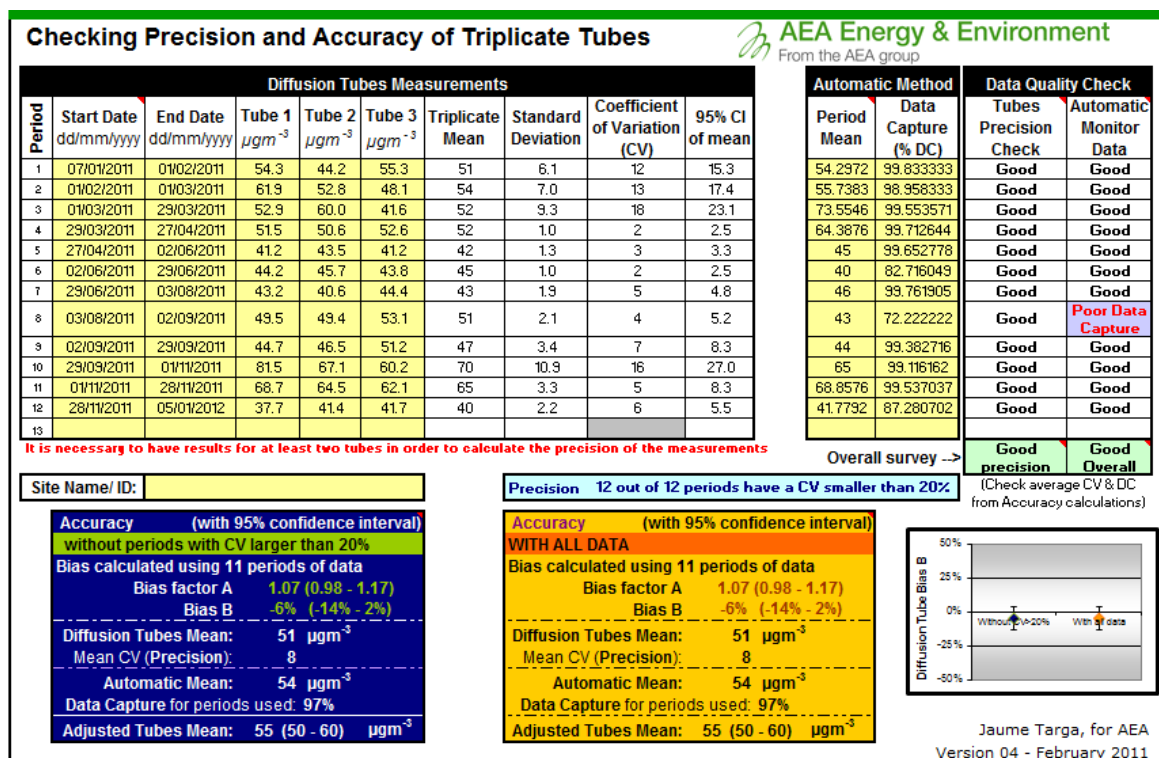 Checking Precision and Accuracy of Triplicate Tubes
AEA Energy & Environment
From the AEA group
Diffusion Tubes Measurements
Automatic Method
Data Quality Check
Period Start Date dd/mm/yyyy End Date dd/mm/yyyy Tube 1 µgm-3 Tube 2 µgm-3 Tube 3 µgm-3 Triplicate Mean Standard Deviation Coefficient of Variation (CV) 95% CI of mean Period Mean Data Capture (% DC) Tubes Precision Check Automatic Monitor Data
1 07/01/2011 01/02/2011 54.3 44.2 55.3 51 6.1 12 15.3 54.2972 99.833333 Good Good
2 01/02/2011 01/03/2011 61.9 52.8 48.1 54 7.0 13 17.4 55.7383 98.958333 Good Good
3 01/03/2011 29/03/2011 52.9 60.0 41.6 52 9.3 18 23.1 73.5546 99.553571 Good Good
4 29/03/2011 27/04/2011 51.5 50.6 52.6 52 1.0 2 2.5 64.3876 99.712644 Good Good
5 27/04/2011 02/06/2011 41.2 43.5 41.2 42 1.3 3 3.3 45 99.652778 Good Good
6 02/06/2011 29/06/2011 44.2 45.7 43.8 45 1.0 2 2.5 40 82.716049 Good Good
7 29/06/2011 03/08/2011 43.2 40.6 44.4 43 1.9 5 4.8 46 99.761905 Good Good
8 03/08/2011 02/09/2011 49.5 49.4 53.1 51 2.1 4 5.2 43 72.222222 Good Poor Data Capture
9 02/09/2011 29/09/2011 44.7 46.5 51.2 47 3.4 7 8.3 44 99.382716 Good Good
10 29/09/2011 01/11/2011 81.5 67.1 60.2 70 10.9 16 27.0 65 99.116162 Good Good
11 01/11/2011 28/11/2011 68.7 64.5 62.1 65 3.3 5 8.3 68.8576 99.537037 Good Good
12 28/11/2011 05/01/2012 37.7 41.4 41.7 40 2.2 6 5.5 41.7792 87.280702 Good Good
13
It is necessary to have results for at least two tubes in order to calculate the precision of the measurements
Overall survey --> Good precision Good Overall
(Check average CV & DC from Accuracy calculations)
Site Name/ ID:
Precision 12 out of 12 periods have a CV smaller than 20%
Accuracy (with 95% confidence interval)
without periods with CV larger than 20%
Bias calculated using 11 periods of data
Bias factor A 1.07 (0.98 - 1.17)
Bias B -6% (-14% - 2%)
Diffusion Tubes Mean: 51 µgm-3
Mean CV (Precision): 8
Automatic Mean: 54 µgm-3
Data Capture for periods used: 97%
Adjusted Tubes Mean: 55 (50 - 60) µgm-3
Accuracy (with 95% confidence interval)
WITH ALL DATA
Bias calculated using 11 periods of data
Bias factor A 1.07 (0.98 - 1.17)
Bias B -6% (-14% - 2%)
Diffusion Tubes Mean: 51 µgm-3
Mean CV (Precision): 8
Automatic Mean: 54 µgm-3
Data Capture for periods used: 97%
Adjusted Tubes Mean: 55 (50 - 60) µgm-3
Diffusion Tube Bias B
50%
25%
0%
-25%
-50%
Without CV>20%
With all data
Jaume Targa, for AEA
Version 04 - February 2011